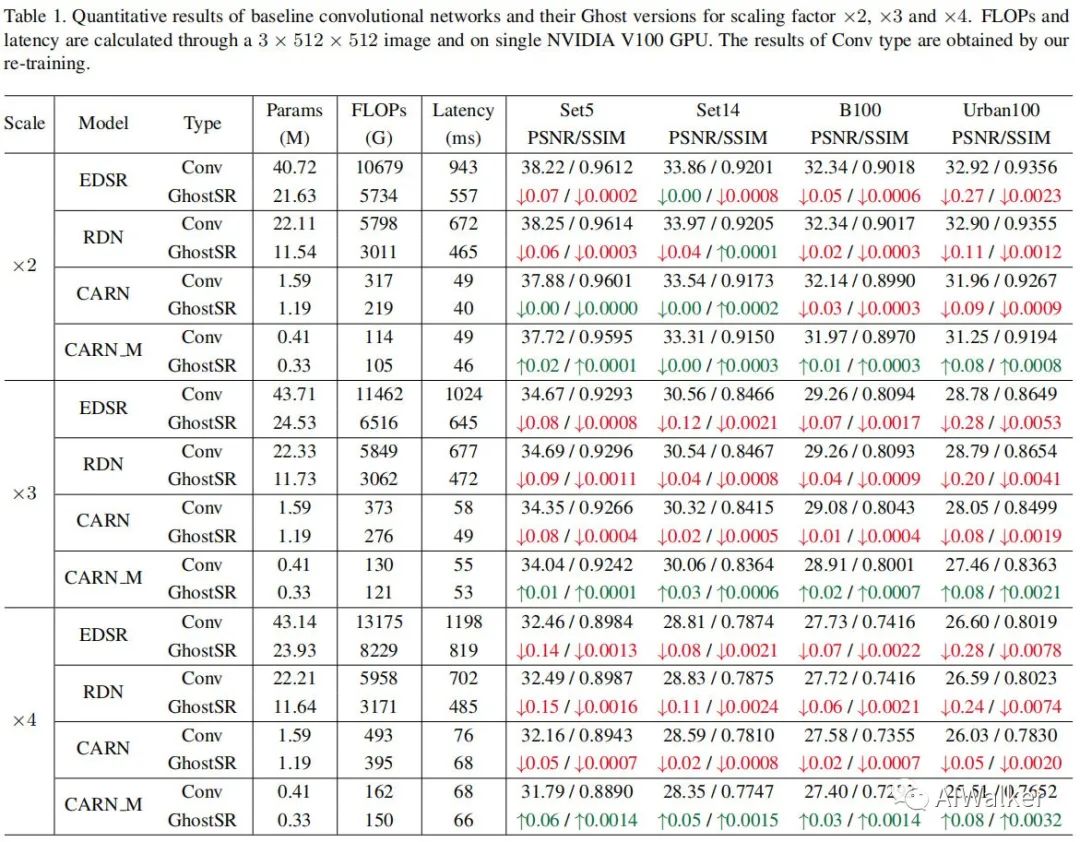 Table 1. Quantitative results of baseline convolutional networks and their Ghost versions for scaling factor ×2, ×3 and ×4. FLOPs and
latency are calculated through a 3 × 512 × 512 image and on single NVIDIA V100 GPU. The results of Conv type are obtained by our
re-training.
Scale Model Type Params (M) FLOPs (G) Latency (ms) Set5 PSNR/SSIM Set14 PSNR/SSIM B100 PSNR/SSIM Urban100 PSNR/SSIM
×2
EDSR
Conv 40.72 10679 943 38.22 / 0.9612 33.86 / 0.9201 32.34 / 0.9018 32.92 / 0.9356
GhostSR 21.63 5734 557 ↓0.07 / ↓0.0002 ↓0.00 / ↓0.0008 ↓0.05 / ↓0.0006 ↓0.27 / ↓0.0023
RDN
Conv 22.11 5798 672 38.25 / 0.9614 33.97 / 0.9205 32.34 / 0.9017 32.90 / 0.9355
GhostSR 11.54 3011 465 ↓0.06 / ↓0.0003 ↓0.04 / ↑0.0001 ↓0.02 / ↓0.0003 ↓0.11 / ↓0.0012
CARN
Conv 1.59 317 49 37.88 / 0.9601 33.54 / 0.9173 32.14 / 0.8990 31.96 / 0.9267
GhostSR 1.19 219 40 ↓0.00 / ↓0.0000 ↓0.00 / ↑0.0002 ↓0.03 / ↓0.0003 ↓0.09 / ↓0.0009
CARN_M
Conv 0.41 114 49 37.72 / 0.9595 33.31 / 0.9150 31.97 / 0.8970 31.25 / 0.9194
GhostSR 0.33 105 46 ↑0.02 / ↑0.0001 ↓0.00 / ↑0.0003 ↑0.01 / ↑0.0003 ↑0.08 / ↑0.0008
×3
EDSR
Conv 43.71 11462 1024 34.67 / 0.9293 30.56 / 0.8466 29.26 / 0.8094 28.78 / 0.8649
GhostSR 24.53 6516 645 ↓0.08 / ↓0.0008 ↓0.12 / ↓0.0021 ↓0.07 / ↓0.0017 ↓0.28 / ↓0.0053
RDN
Conv 22.33 5849 677 34.69 / 0.9296 30.54 / 0.8467 29.26 / 0.8093 28.79 / 0.8654
GhostSR 11.73 3062 472 ↓0.09 / ↓0.0011 ↓0.04 / ↓0.0008 ↓0.04 / ↓0.0009 ↓0.20 / ↓0.0041
CARN
Conv 1.59 373 58 34.35 / 0.9266 30.32 / 0.8415 29.08 / 0.8043 28.05 / 0.8499
GhostSR 1.19 276 49 ↓0.08 / ↓0.0004 ↓0.02 / ↓0.0005 ↓0.01 / ↓0.0004 ↓0.08 / ↓0.0019
CARN_M
Conv 0.41 130 55 34.04 / 0.9242 30.06 / 0.8364 28.91 / 0.8001 27.46 / 0.8363
GhostSR 0.33 121 53 ↑0.01 / ↑0.0001 ↑0.03 / ↑0.0006 ↑0.02 / ↑0.0007 ↑0.08 / ↑0.0021
×4
EDSR
Conv 43.14 13175 1198 32.46 / 0.8984 28.81 / 0.7874 27.73 / 0.7416 26.60 / 0.8019
GhostSR 23.93 8229 819 ↓0.14 / ↓0.0013 ↓0.08 / ↓0.0021 ↓0.07 / ↓0.0022 ↓0.28 / ↓0.0078
RDN
Conv 22.21 5958 702 32.49 / 0.8987 28.83 / 0.7875 27.72 / 0.7416 26.59 / 0.8023
GhostSR 11.64 3171 485 ↓0.15 / ↓0.0016 ↓0.11 / ↓0.0024 ↓0.06 / ↓0.0021 ↓0.24 / ↓0.0074
CARN
Conv 1.59 493 76 32.16 / 0.8943 28.59 / 0.7810 27.58 / 0.7355 26.03 / 0.7830
GhostSR 1.19 395 68 ↓0.05 / ↓0.0007 ↓0.02 / ↓0.0008 ↓0.02 / ↓0.0007 ↓0.05 / ↓0.0020
CARN_M
Conv 0.41 162 68 31.79 / 0.8890 28.35 / 0.7747 27.40 /
GhostSR 0.33 150 66 ↑0.06 / ↑0.0014 ↑0.05 / ↑0.0015 ↑0.03 / ↑0.0014 ↑0.08 / ↑0.0032
AIWalker